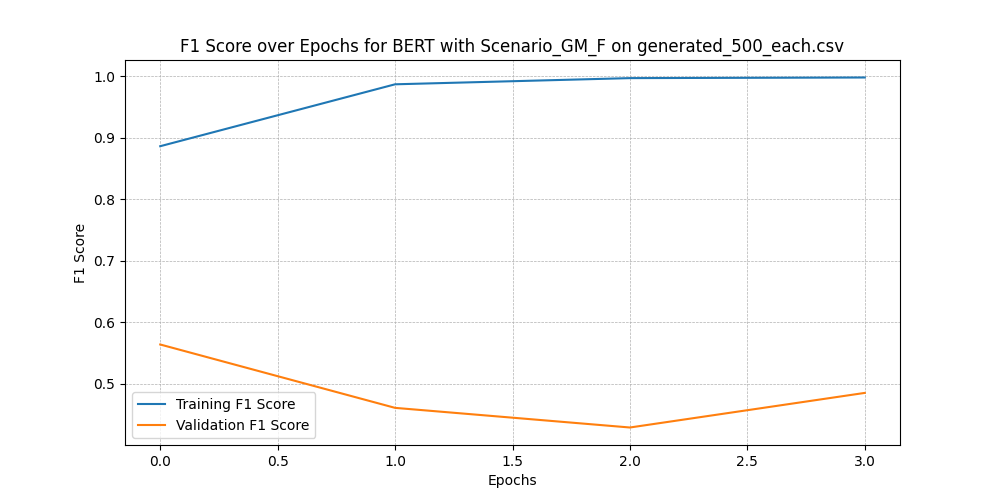 F1 Score over Epochs for BERT with Scenario_GM_F on generated_500_each.csv
F1 Score
1.0
0.9
0.8
0.7
0.6
0.5
Training F1 Score
Validation F1 Score
0.0 0.5 1.0 1.5 2.0 2.5 3.0
Epochs